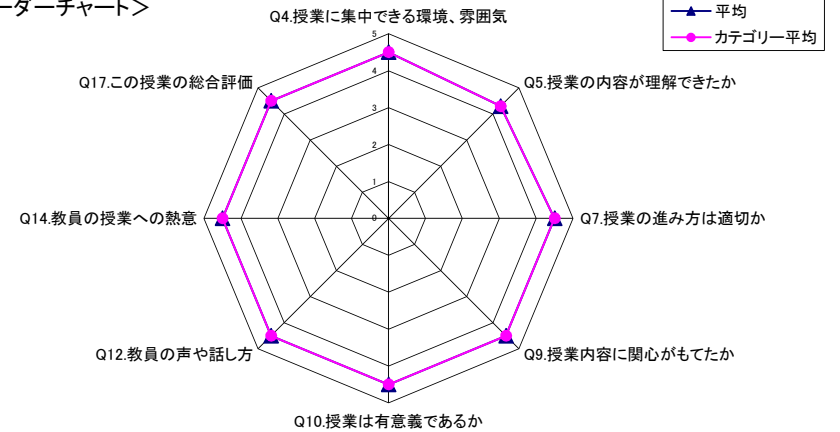 ーダーチャート＞
平均
カテゴリー平均
Q4.授業に集中できる環境、雰囲気
Q5.授業の内容が理解できたか
Q7.授業の進み方は適切か
Q9.授業内容に関心がもてたか
Q10.授業は有意義であるか
Q12.教員の声や話し方
Q14.教員の授業への熱意
Q17.この授業の総合評価
5
4
3
2
1
0